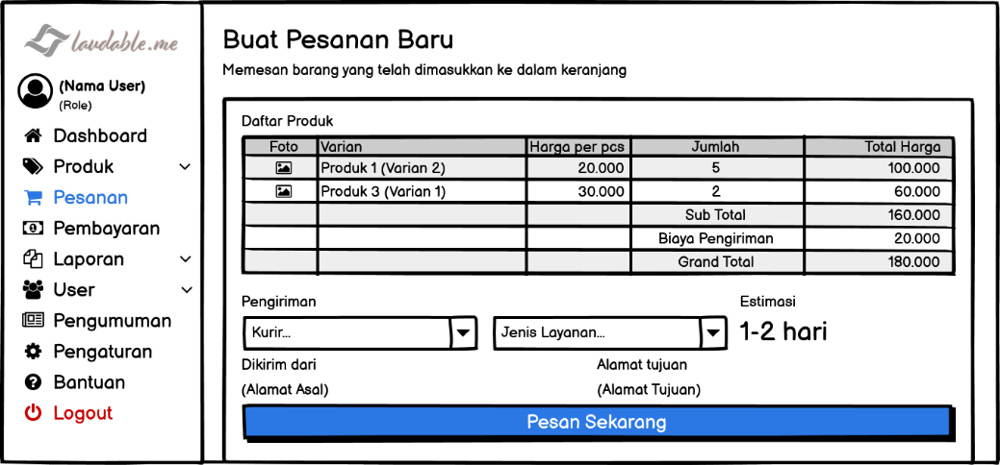 laudable.me
(Nama User)
(Role)
Dashboard
Produk
Pesanan
Pembayaran
Laporan
User
Pengumuman
Pengaturan
Bantuan
Logout
Buat Pesanan Baru
Memesan barang yang telah dimasukkan ke dalam keranjang
Daftar Produk
Foto Varian Harga per pcs Jumlah Total Harga
Produk 1 (Varian 2) 20.000 5 100.000
Produk 3 (Varian 1) 30.000 2 60.000
Sub Total 160.000
Biaya Pengiriman 20.000
Grand Total 180.000
Pengiriman Estimasi
Kurir... Jenis Layanan... 1-2 hari
Dikirim dari Alamat tujuan
(Alamat Asal) (Alamat Tujuan)
Pesan Sekarang